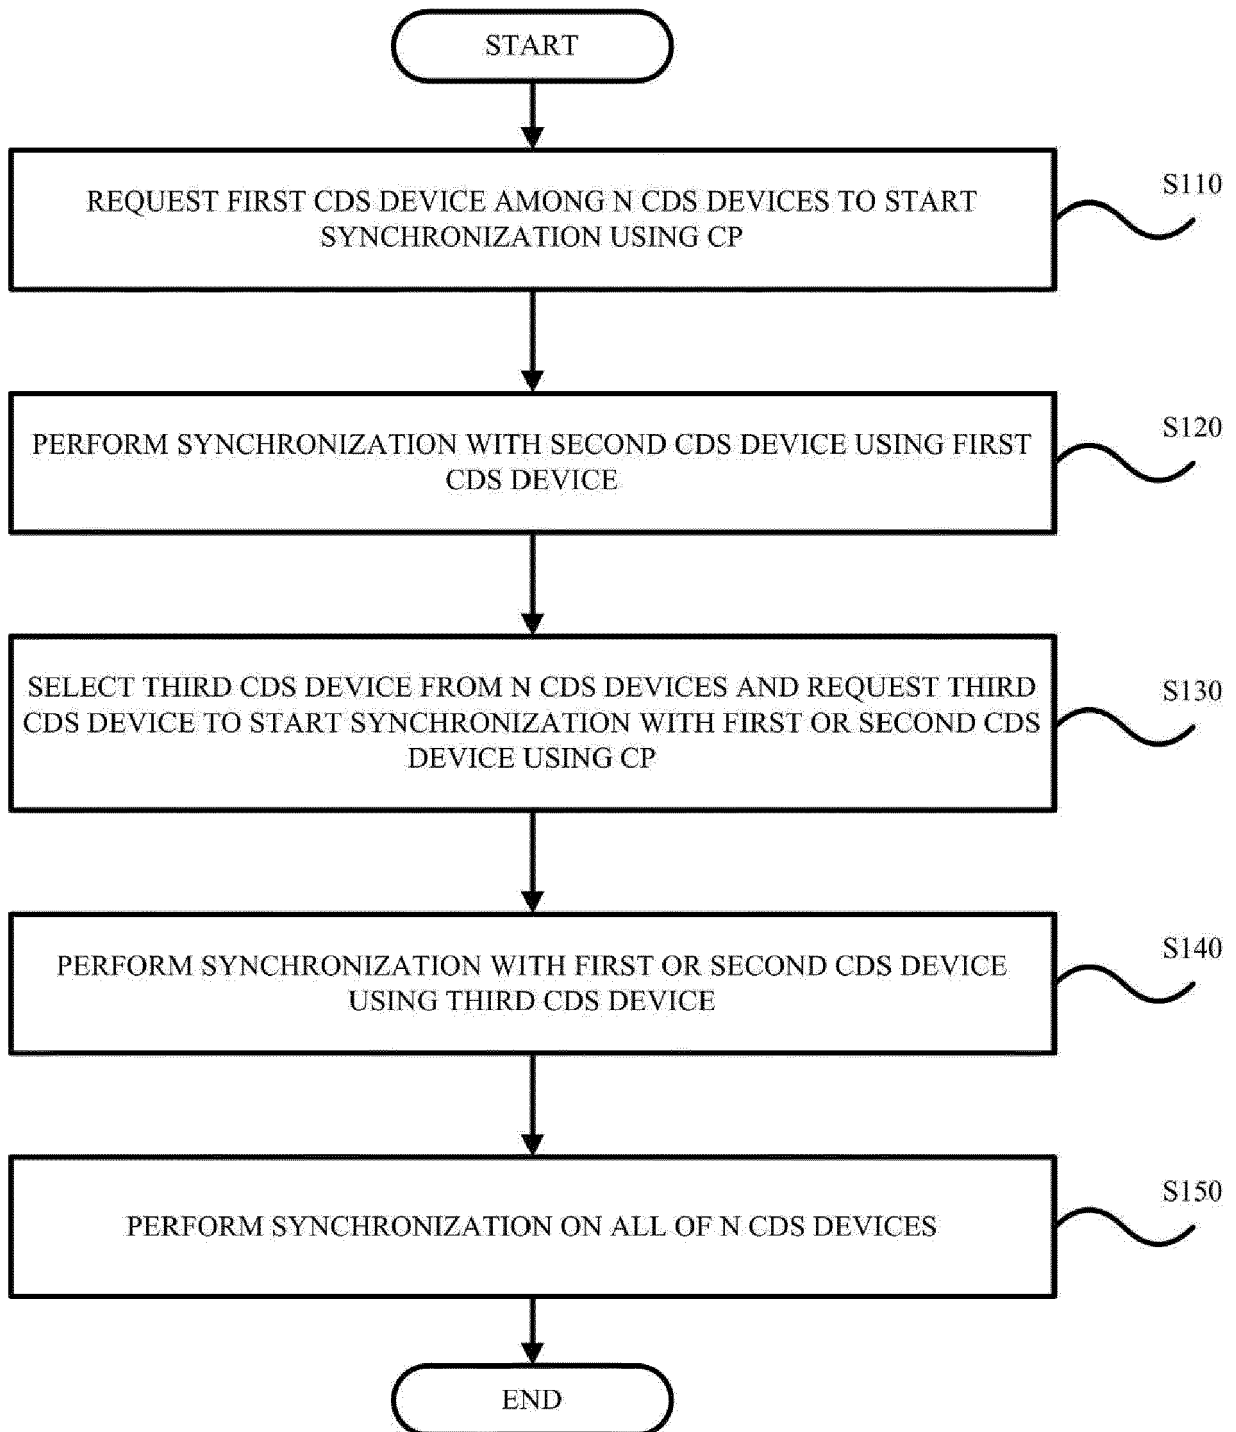 START
REQUEST FIRST CDS DEVICE AMONG N CDS DEVICES TO START
SYNCHRONIZATION USING CP
S110
PERFORM SYNCHRONIZATION WITH SECOND CDS DEVICE USING FIRST
CDS DEVICE
S120
SELECT THIRD CDS DEVICE FROM N CDS DEVICES AND REQUEST THIRD
CDS DEVICE TO START SYNCHRONIZATION WITH FIRST OR SECOND CDS
DEVICE USING CP
S130
PERFORM SYNCHRONIZATION WITH FIRST OR SECOND CDS DEVICE
USING THIRD CDS DEVICE
S140
PERFORM SYNCHRONIZATION ON ALL OF N CDS DEVICES
S150
END